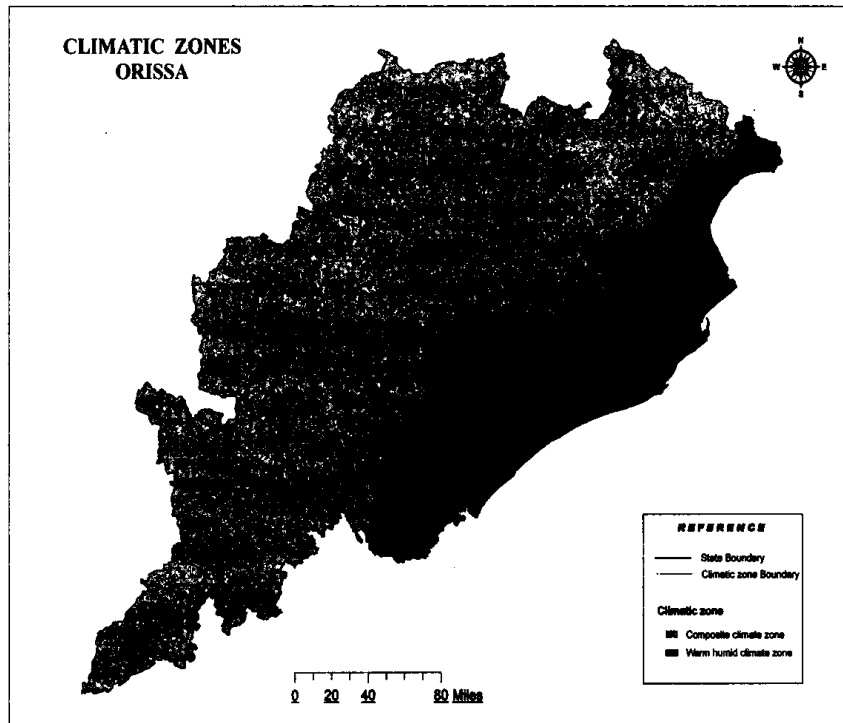 CLIMATIC ZONES
ORISSA
N
W E
S
REFERENCE
State Boundary
Climatic zone Boundary
Climatic zone
Composite climate zone
Warm humid climate zone
0 20 40 80 Miles